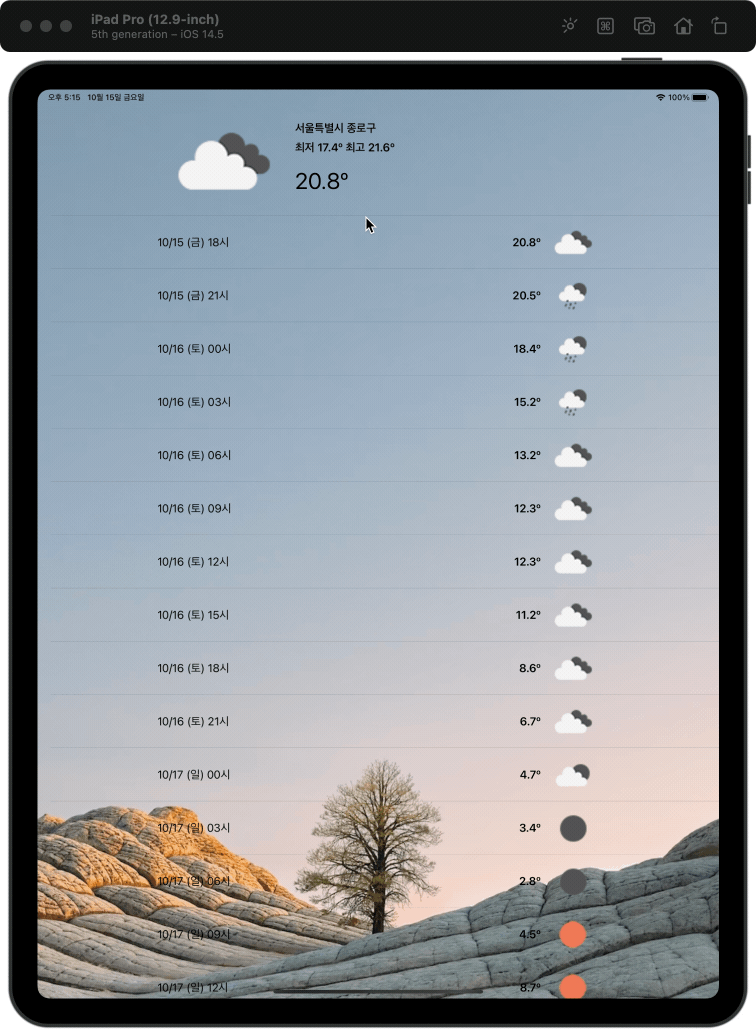 iPad Pro (12.9-inch)
5th generation – iOS 14.5
오후 5:15 10월 15일 금요일
100%
서울특별시 종로구
최저 17.4° 최고 21.6°
20.8°
10/15 (금) 18시 20.8°
10/15 (금) 21시 20.5°
10/16 (토) 00시 18.4°
10/16 (토) 03시 15.2°
10/16 (토) 06시 13.2°
10/16 (토) 09시 12.3°
10/16 (토) 12시 12.3°
10/16 (토) 15시 11.2°
10/16 (토) 18시 8.6°
10/16 (토) 21시 6.7°
10/17 (일) 00시 4.7°
10/17 (일) 03시 3.4°
10/17 (일) 06시 2.8°
10/17 (일) 09시 4.5°
10/17 (일) 12시 8.7°